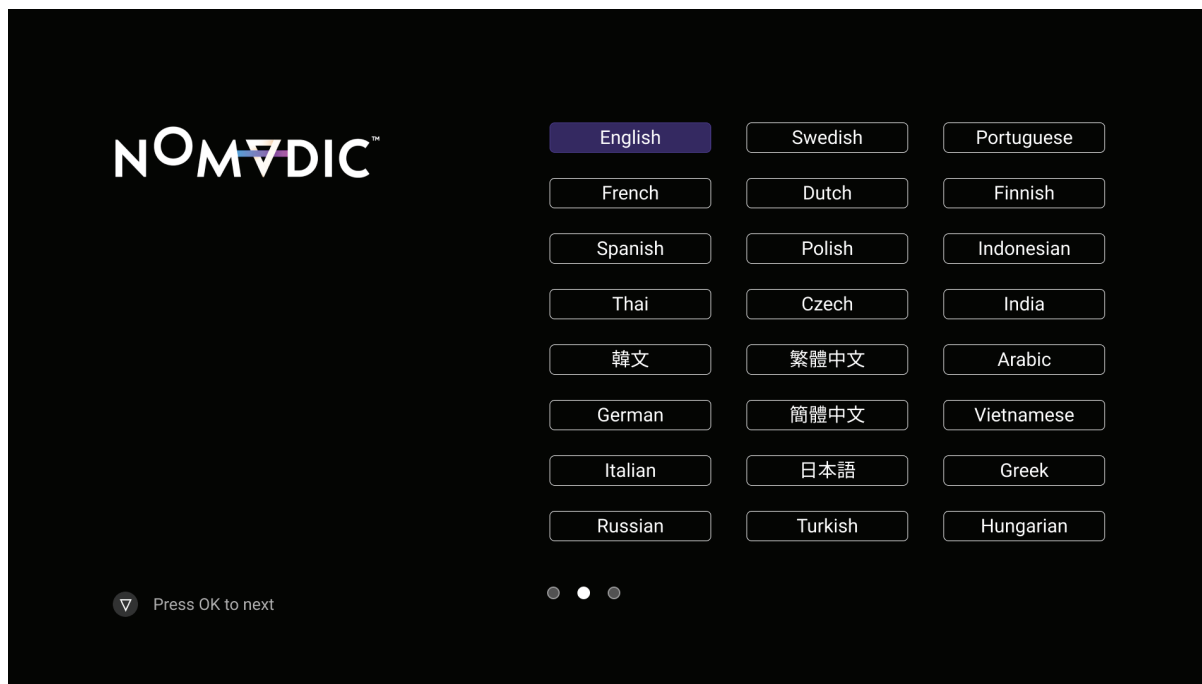 NOMADIC™
English Swedish Portuguese
French Dutch Finnish
Spanish Polish Indonesian
Thai Czech India
韓文 繁體中文 Arabic
German 簡體中文 Vietnamese
Italian 日本語 Greek
Russian Turkish Hungarian
Press OK to next